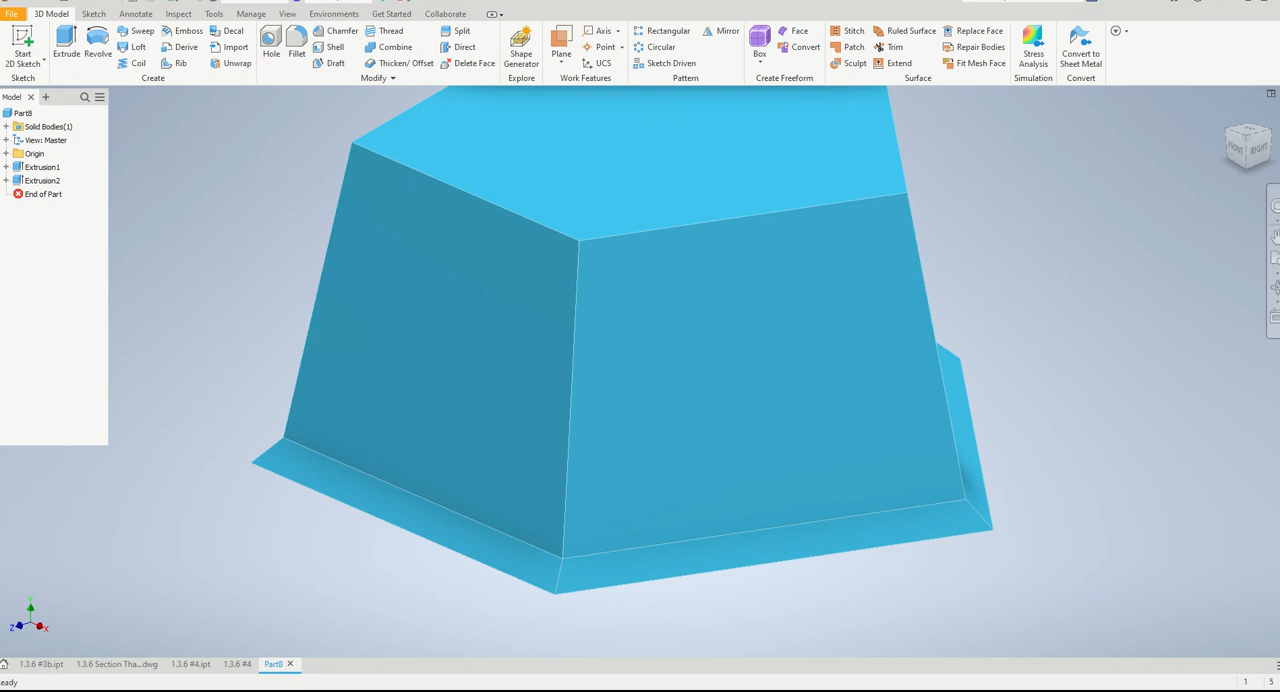 File 3D Model Sketch Annotate Inspect Tools Manage View Environments Get Started Collaborate
Sweep Emboss Decal Chamfer Thread Split Axis Rectangular Mirror Face Stitch Ruled Surface Replace Face
Start Extrude Revolve Loft Derive Import Hole Fillet Shell Combine Direct Shape Plane Point Circular Box Convert Patch Trim Repair Bodies Stress Convert to
2D Sketch Coil Rib Unwrap Draft Thicken/ Offset Delete Face Generator UCS Sketch Driven Sculpt Extend Fit Mesh Face Analysis Sheet Metal
Sketch Create Modify Explore Work Features Pattern Create Freeform Surface Simulation Convert
Model
Part8
Solid Bodies(1)
View: Master
Origin
Extrusion1
Extrusion2
End of Part
FRONT RIGHT
Y
Z X
1.3.6 #3b.ipt 1.3.6 Section Tha....dwg 1.3.6 #4.ipt 1.3.6 #4 Part8
eady 1 5